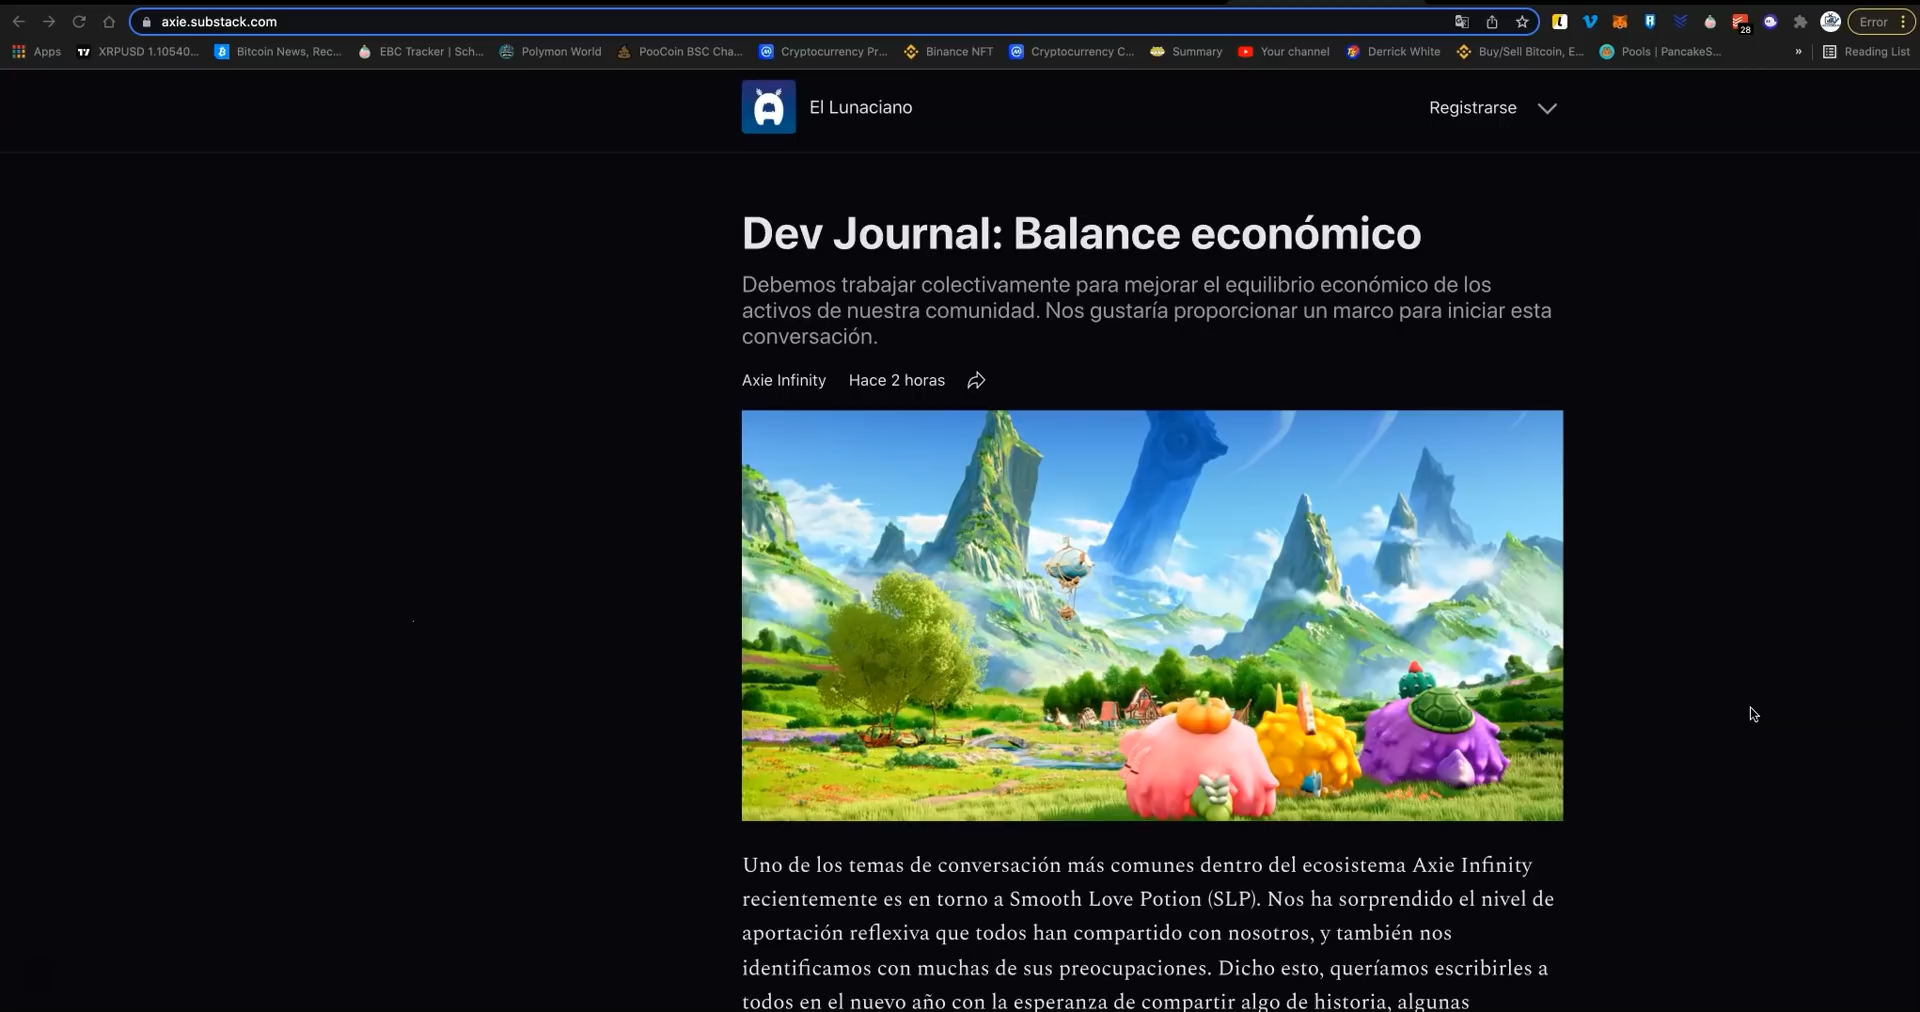 axie.substack.com
28
Error
Apps
XRPUSD 1.10540...
Bitcoin News, Rec...
EBC Tracker | Sch...
Polymon World
PooCoin BSC Cha...
Cryptocurrency Pr...
Binance NFT
Cryptocurrency C...
Summary
Your channel
Derrick White
Buy/Sell Bitcoin, E...
Pools | PancakeS...
»
Reading List
El Lunaciano
Registrarse
Dev Journal: Balance económico
Debemos trabajar colectivamente para mejorar el equilibrio económico de los
activos de nuestra comunidad. Nos gustaría proporcionar un marco para iniciar esta
conversación.
Axie Infinity Hace 2 horas
Uno de los temas de conversación más comunes dentro del ecosistema Axie Infinity
recientemente es en torno a Smooth Love Potion (SLP). Nos ha sorprendido el nivel de
aportación reflexiva que todos han compartido con nosotros, y también nos
identificamos con muchas de sus preocupaciones. Dicho esto, queríamos escribirles a
todos en el nuevo año con la esperanza de compartir algo de historia, algunas